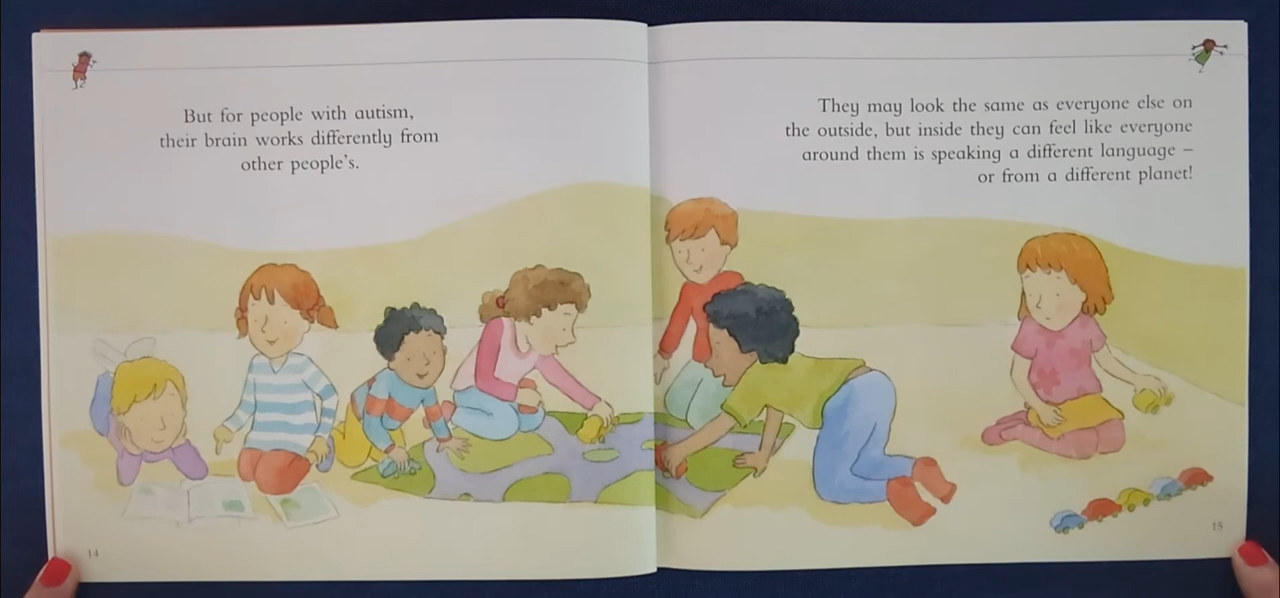 But for people with autism,
their brain works differently from
other people's.
14
They may look the same as everyone else on
the outside, but inside they can feel like everyone
around them is speaking a different language –
or from a different planet!
15